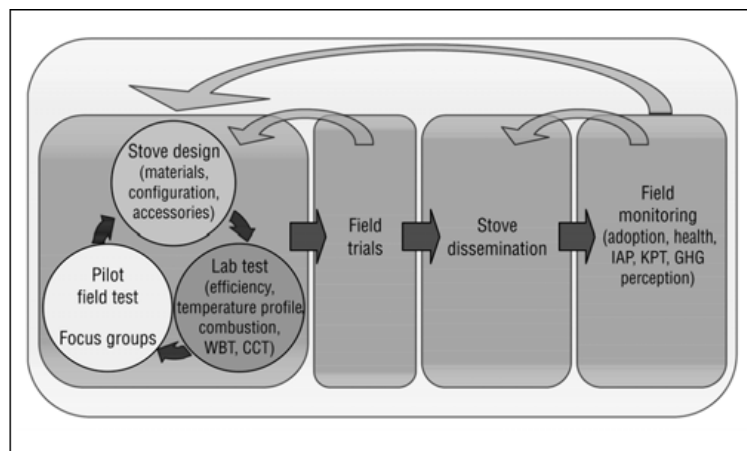 Stove design
(materials,
configuration,
accessories)
Pilot
field test
Focus groups
Lab test
(efficiency,
temperature profile,
combustion,
WBT, CCT)
Field
trials
Stove
dissemination
Field
monitoring
(adoption, health,
IAP, KPT, GHG
perception)